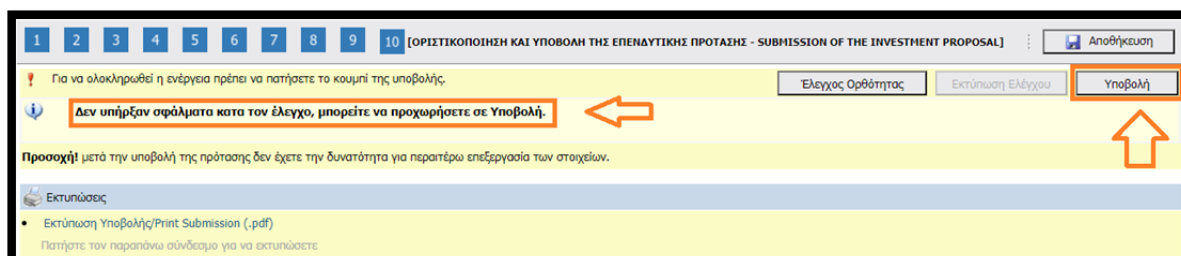 1 2 3 4 5 6 7 8 9 10 [ΟΡΙΣΤΙΚΟΠΟΙΗΣΗ ΚΑΙ ΥΠΟΒΟΛΗ ΤΗΣ ΕΠΕΝΔΥΤΙΚΗΣ ΠΡΟΤΑΣΗΣ - SUBMISSION OF THE INVESTMENT PROPOSAL] Αποθήκευση
Για να ολοκληρωθεί η ενέργεια πρέπει να πατήσετε το κουμπί της υποβολής. Έλεγχος Ορθότητας Εκτύπωση Ελέγχου Υποβολή
Δεν υπήρξαν σφάλματα κατα τον έλεγχο, μπορείτε να προχωρήσετε σε Υποβολή.
Προσοχή! μετά την υποβολή της πρότασης δεν έχετε την δυνατότητα για περαιτέρω επεξεργασία των στοιχείων.
Εκτυπώσεις
• Εκτύπωση Υποβολής/Print Submission (.pdf)
Πατήστε τον παραπάνω σύνδεσμο για να εκτυπώσετε